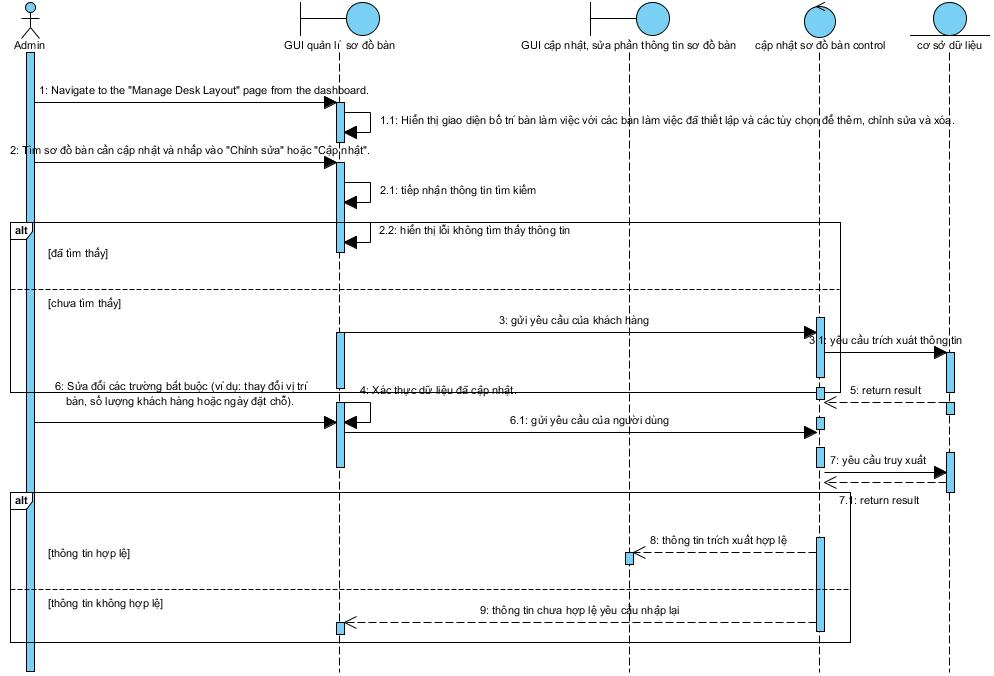 Admin
GUI quản lí sơ đồ bàn
GUI cập nhật, sửa phần thông tin sơ đồ bàn
cập nhật sơ đồ bàn control
cơ sở dữ liệu
1: Navigate to the "Manage Desk Layout" page from the dashboard.
1.1: Hiển thị giao diện bố trí bàn làm việc với các bàn làm việc đã thiết lập và các tùy chọn để thêm, chỉnh sửa và xóa.
2: Tìm sơ đồ bàn cần cập nhật và nhấp vào "Chỉnh sửa" hoặc "Cập nhật".
2.1: tiếp nhận thông tin tìm kiếm
alt
2.2: hiển thị lỗi không tìm thấy thông tin
[đã tìm thấy]
[chưa tìm thấy]
3: gửi yêu cầu của khách hàng
3.1: yêu cầu trích xuát thông tin
6: Sửa đổi các trường bắt buộc (ví dụ: thay đổi vị trí
bàn, số lượng khách hàng hoặc ngày đặt chỗ).
4: Xác thực dữ liệu đã cập nhật.
5: return result
6.1: gửi yêu cầu của người dùng
7: yêu cầu truy xuất
alt
7.1: return result
8: thông tin trích xuất hợp lệ
[thông tin hợp lệ]
[thông tin không hợp lệ]
9: thông tin chưa hợp lệ yêu cầu nhập lại